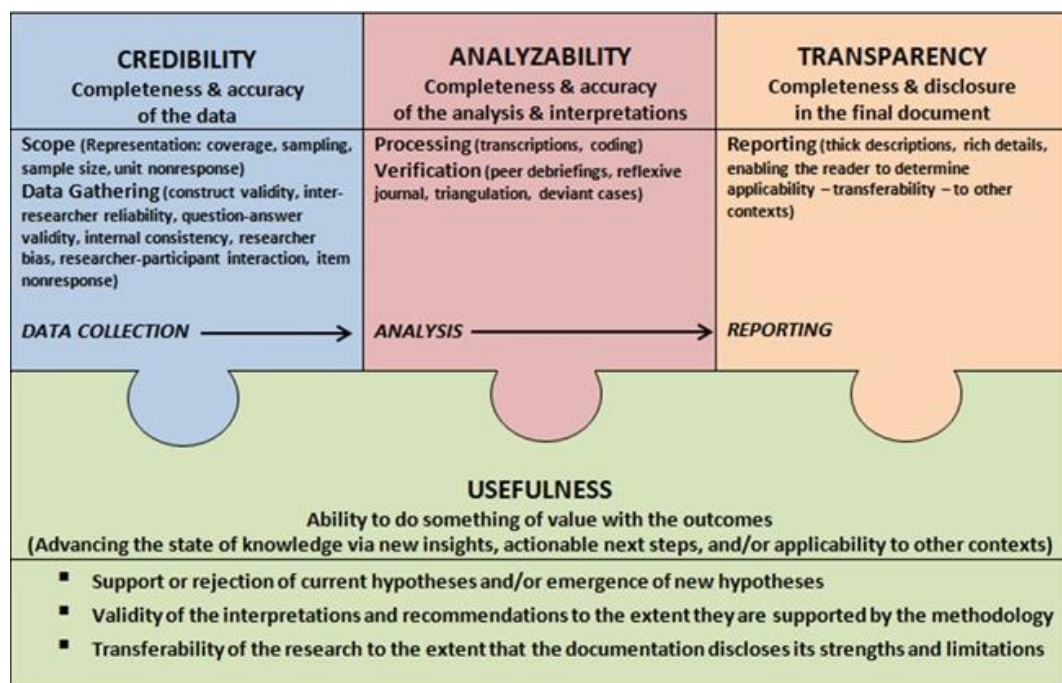 CREDIBILITY
Completeness & accuracy
of the data
Scope (Representation: coverage, sampling,
sample size, unit nonresponse)
Data Gathering (construct validity, inter-
researcher reliability, question-answer
validity, internal consistency, researcher
bias, researcher-participant interaction, item
nonresponse)
DATA COLLECTION
ANALYZABILITY
Completeness & accuracy
of the analysis & interpretations
Processing (transcriptions, coding)
Verification (peer debriefings, reflexive
journal, triangulation, deviant cases)
ANALYSIS
TRANSPARENCY
Completeness & disclosure
in the final document
Reporting (thick descriptions, rich details,
enabling the reader to determine
applicability – transferability – to other
contexts)
REPORTING
USEFULNESS
Ability to do something of value with the outcomes
(Advancing the state of knowledge via new insights, actionable next steps, and/or applicability to other contexts)
▪ Support or rejection of current hypotheses and/or emergence of new hypotheses
▪ Validity of the interpretations and recommendations to the extent they are supported by the methodology
▪ Transferability of the research to the extent that the documentation discloses its strengths and limitations